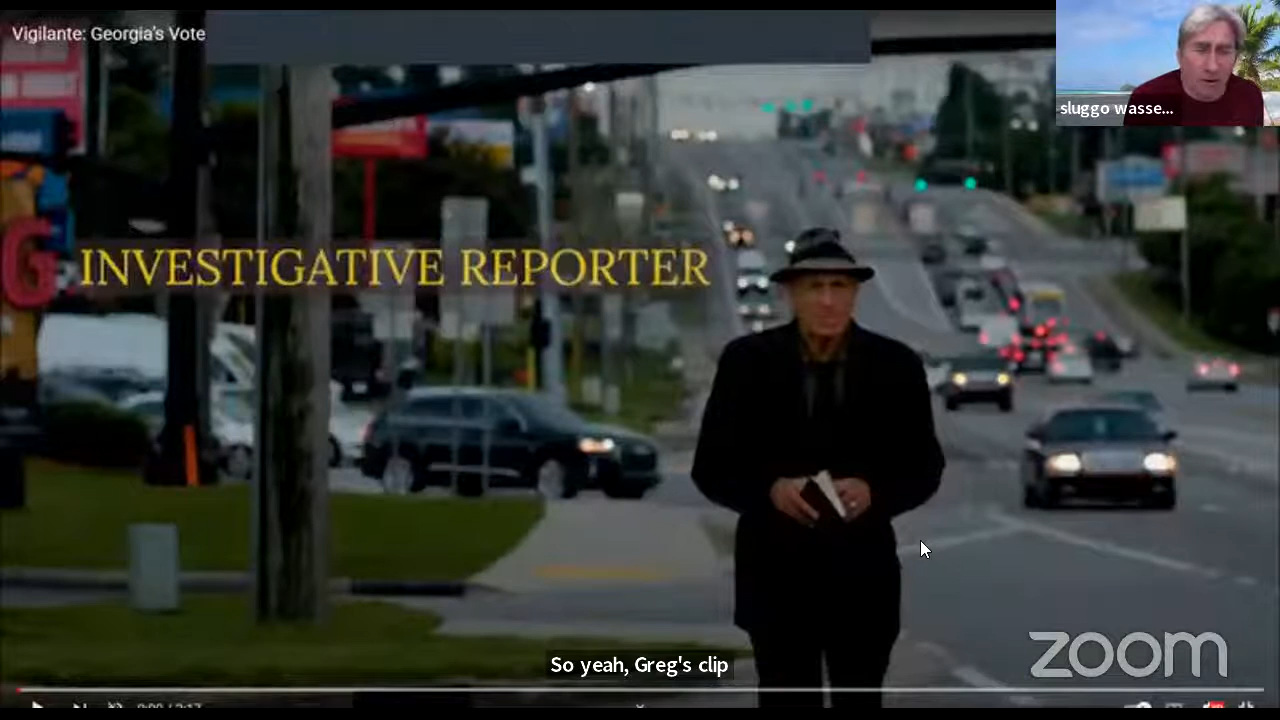 Vigilante: Georgia's Vote
sluggo wasse...
G
INVESTIGATIVE REPORTER
zoom
So yeah, Greg's clip